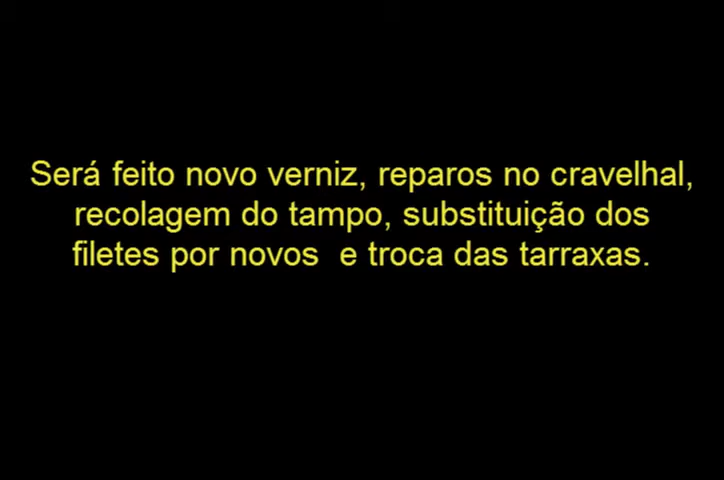 Será feito novo verniz, reparos no cravelhal,
recolagem do tampo, substituição dos
filetes por novos  e troca das tarraxas.